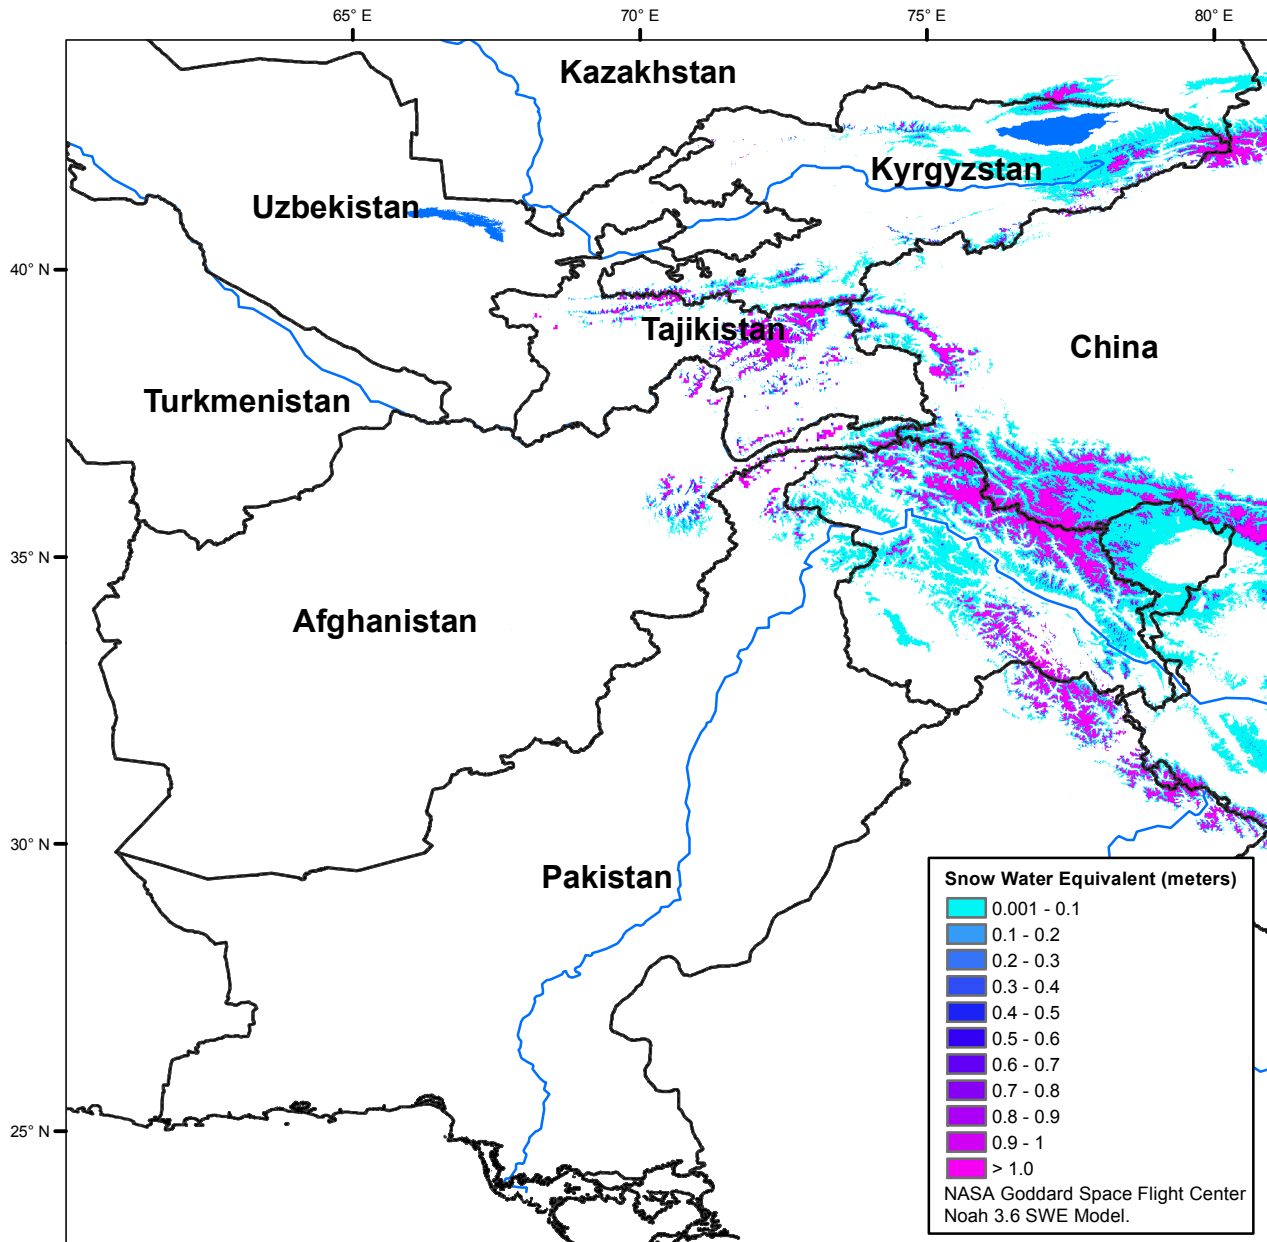 65° E
70° E
75° E
80° E
Kazakhstan
Kyrgyzstan
Uzbekistan
40° N
Tajikistan
China
Turkmenistan
35° N
Afghanistan
30° N
Pakistan
25° N
Snow Water Equivalent (meters)
0.001 - 0.1
0.1 - 0.2
0.2 - 0.3
0.3 - 0.4
0.4 - 0.5
0.5 - 0.6
0.6 - 0.7
0.7 - 0.8
0.8 - 0.9
0.9 - 1
> 1.0
NASA Goddard Space Flight Center
Noah 3.6 SWE Model.